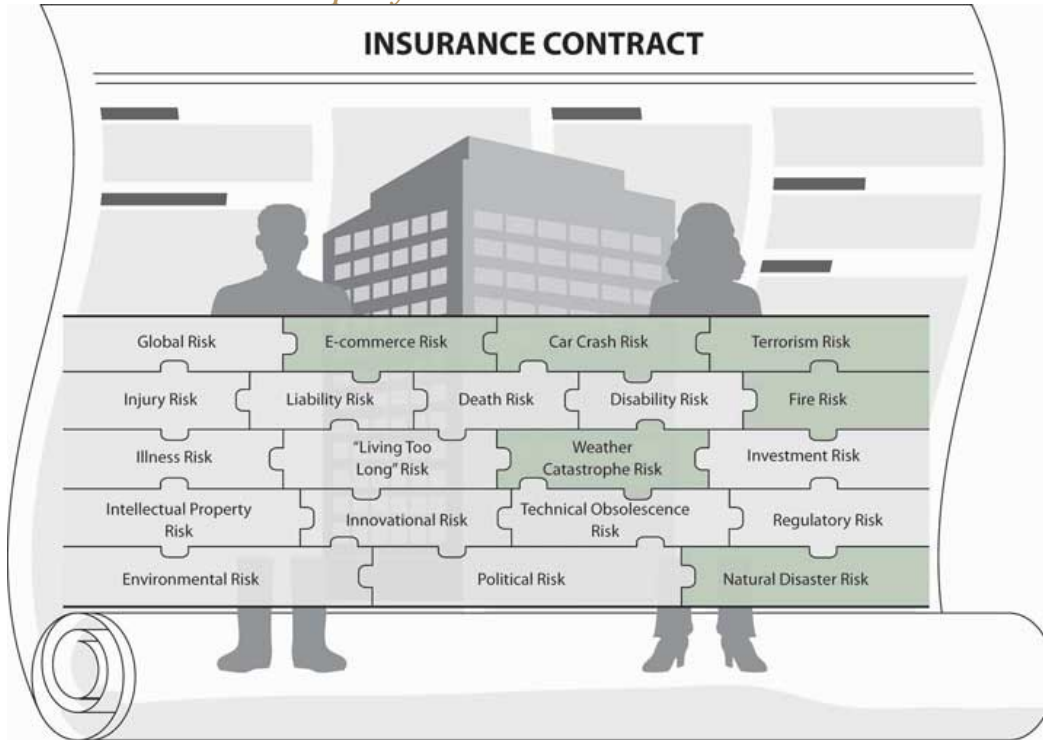 INSURANCE CONTRACT
Global Risk
E-commerce Risk
Car Crash Risk
Terrorism Risk
Injury Risk
Liability Risk
Death Risk
Disability Risk
Fire Risk
Illness Risk
"Living Too
Long" Risk
Weather
Catastrophe Risk
Investment Risk
Intellectual Property
Risk
Innovational Risk
Technical Obsolescence
Risk
Regulatory Risk
Environmental Risk
Political Risk
Natural Disaster Risk